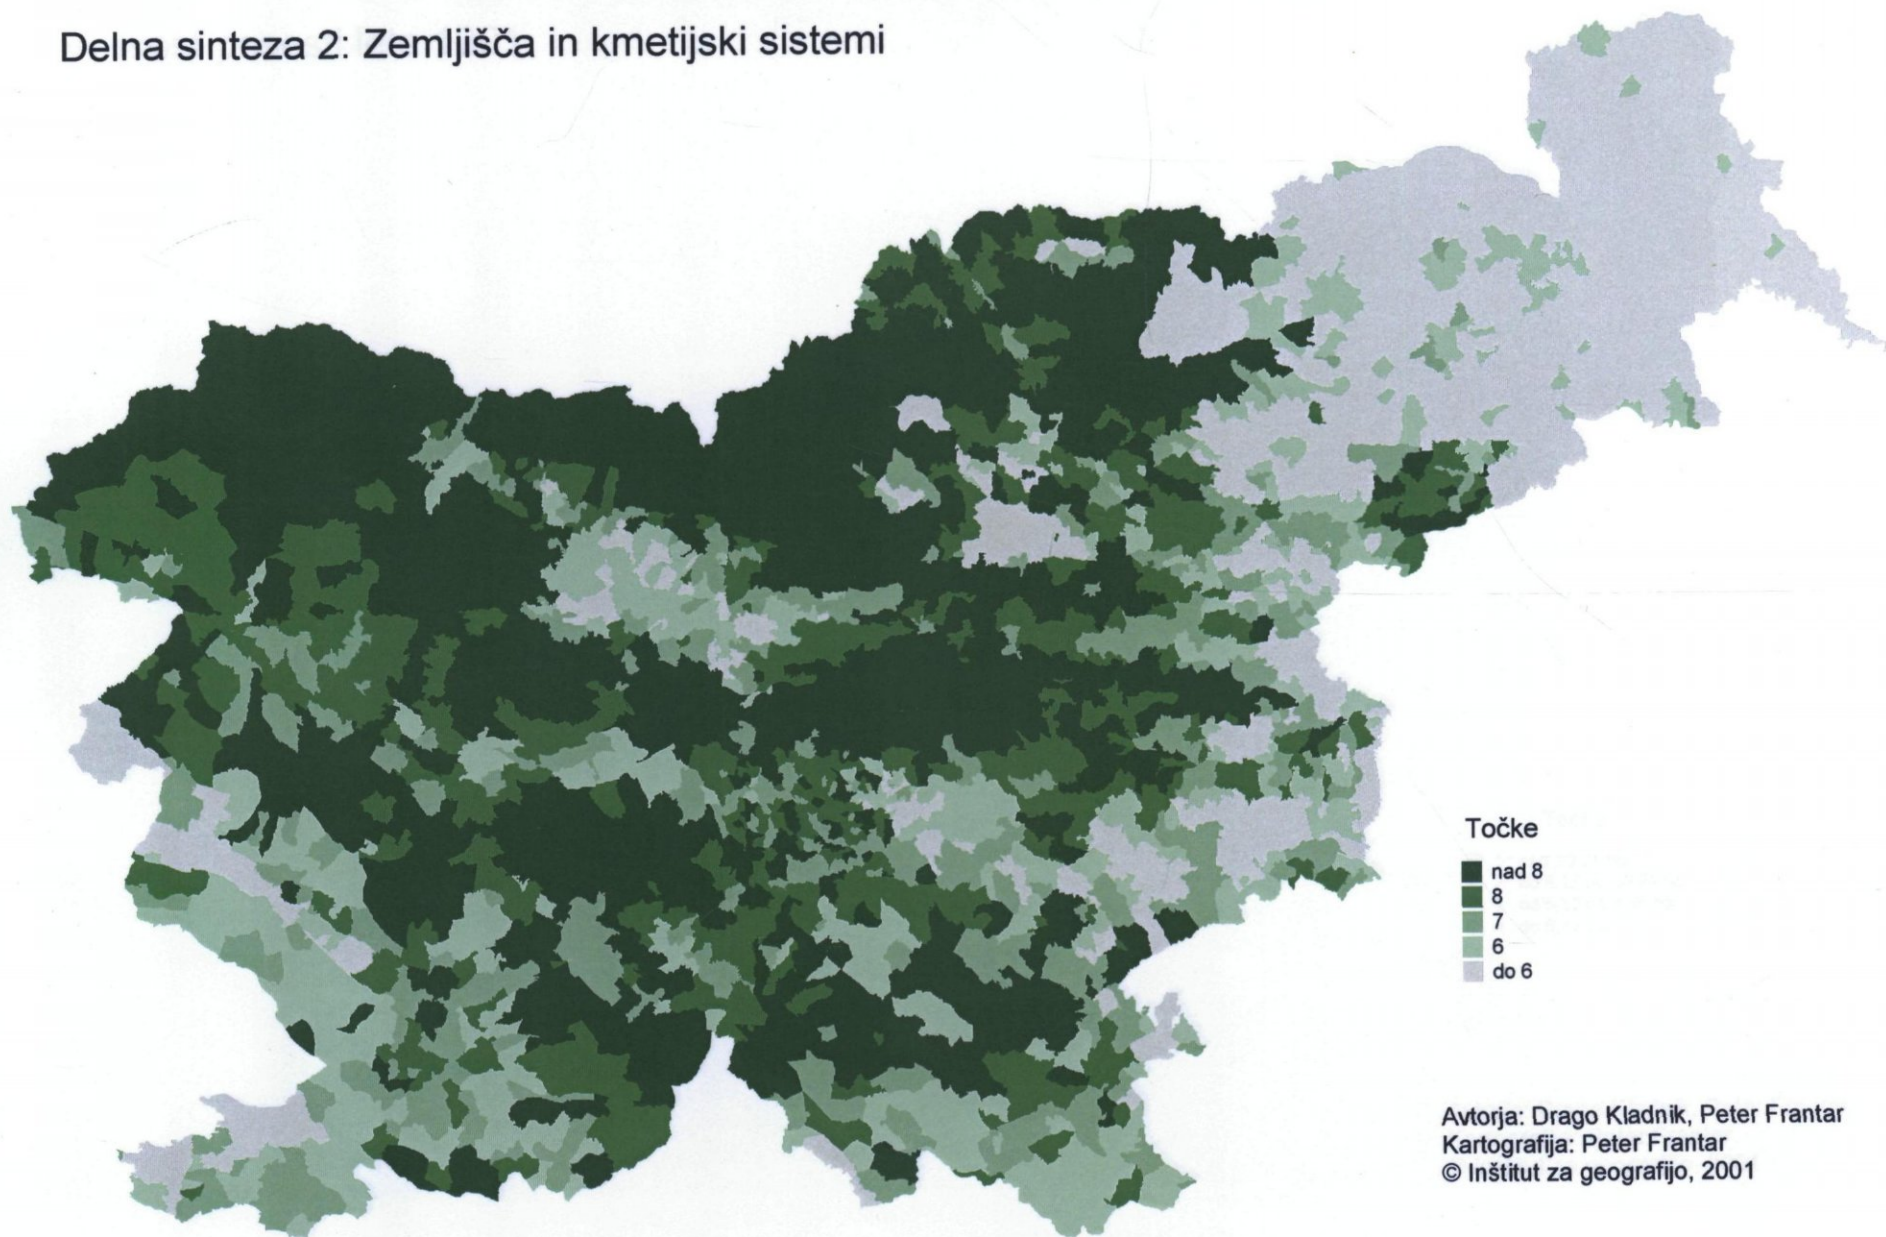 Delna sinteza 2: Zemljišča in kmetijski sistemi
Točke
nad 8
8
7
6
do 6
Avtorja: Drago Kladnik, Peter Frantar
Kartografija: Peter Frantar
© Inštitut za geografijo, 2001